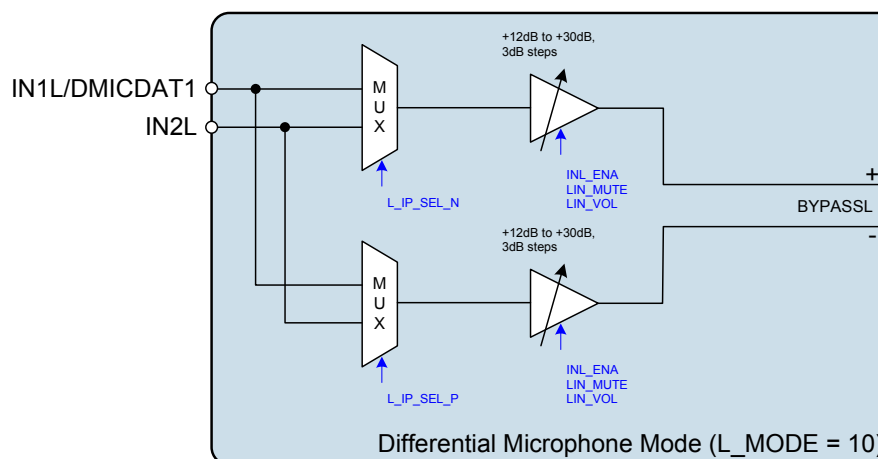 +12dB to +30dB,
3dB steps
IN1L/DMICDAT1
IN2L
M
U
X
L_IP_SEL_N
INL_ENA
LIN_MUTE
LIN_VOL
+
BYPASSL
-
+12dB to +30dB,
3dB steps
M
U
X
L_IP_SEL_P
INL_ENA
LIN_MUTE
LIN_VOL
Differential Microphone Mode (L_MODE = 10)